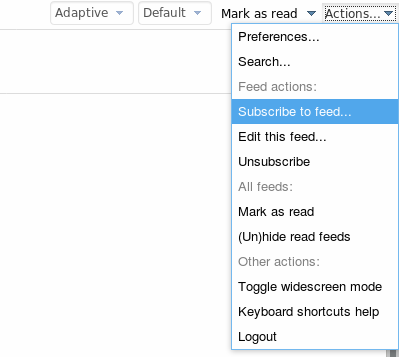 Adaptive Default Mark as read Actions...
Preferences...
Search...
Feed actions:
Subscribe to feed...
Edit this feed...
Unsubscribe
All feeds:
Mark as read
(Un)hide read feeds
Other actions:
Toggle widescreen mode
Keyboard shortcuts help
Logout